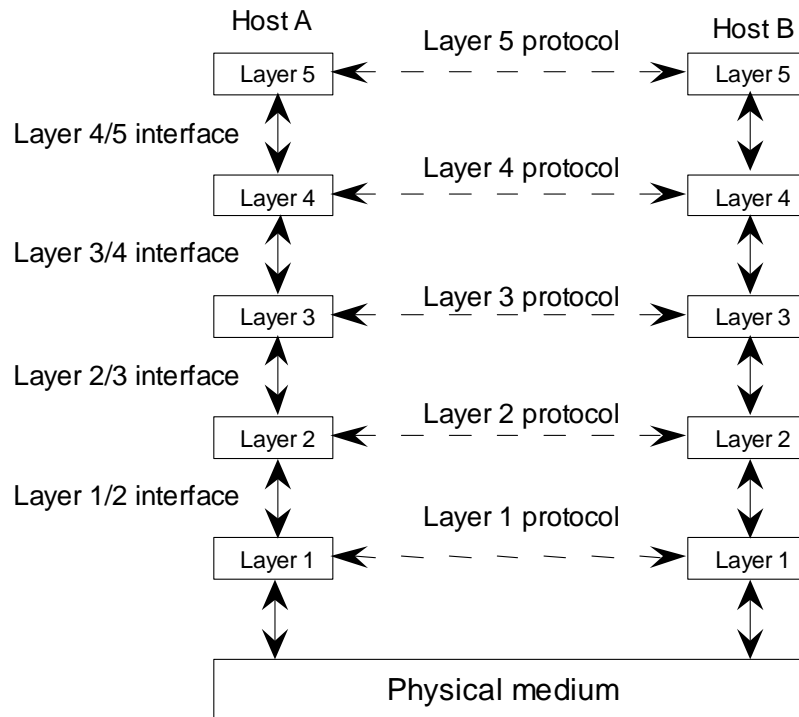 Host A
Host B
Layer 5 protocol
Layer 5
Layer 5
Layer 4/5 interface
Layer 4 protocol
Layer 4
Layer 4
Layer 3/4 interface
Layer 3 protocol
Layer 3
Layer 3
Layer 2/3 interface
Layer 2 protocol
Layer 2
Layer 2
Layer 1/2 interface
Layer 1 protocol
Layer 1
Layer 1
Physical medium